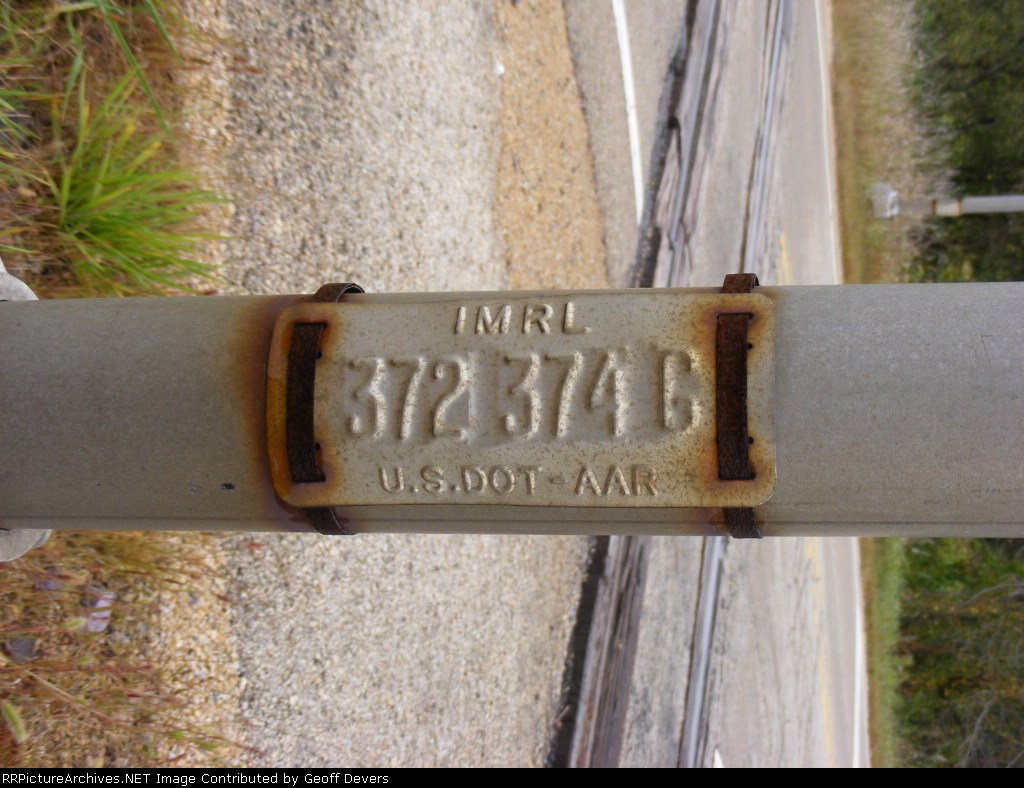 IMRL
372 374 G
U.S.DOT-AAR
RRPictureArchives.NET Image Contributed by Geoff Devers